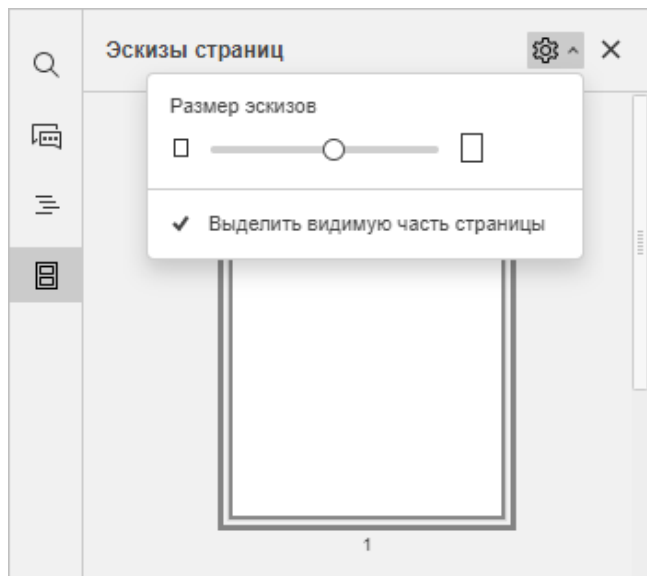 Эскизы страниц
Размер эскизов
Выделить видимую часть страницы
1